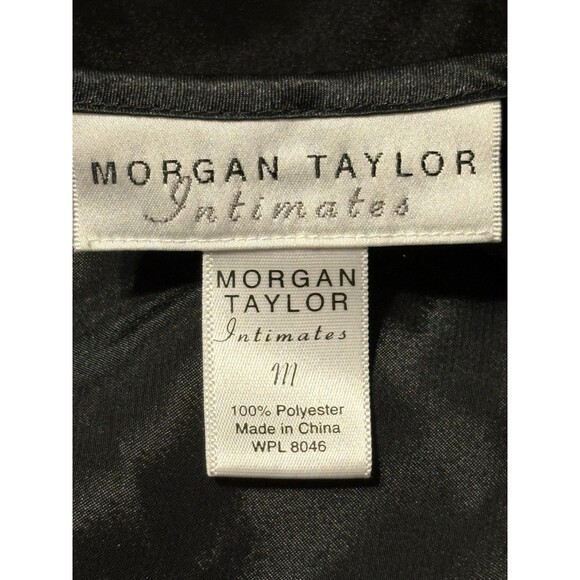 MORGAN TAYLOR
Intimates
MORGAN
TAYLOR
Intimates
M
100% Polyester
Made in China
WPL 8046